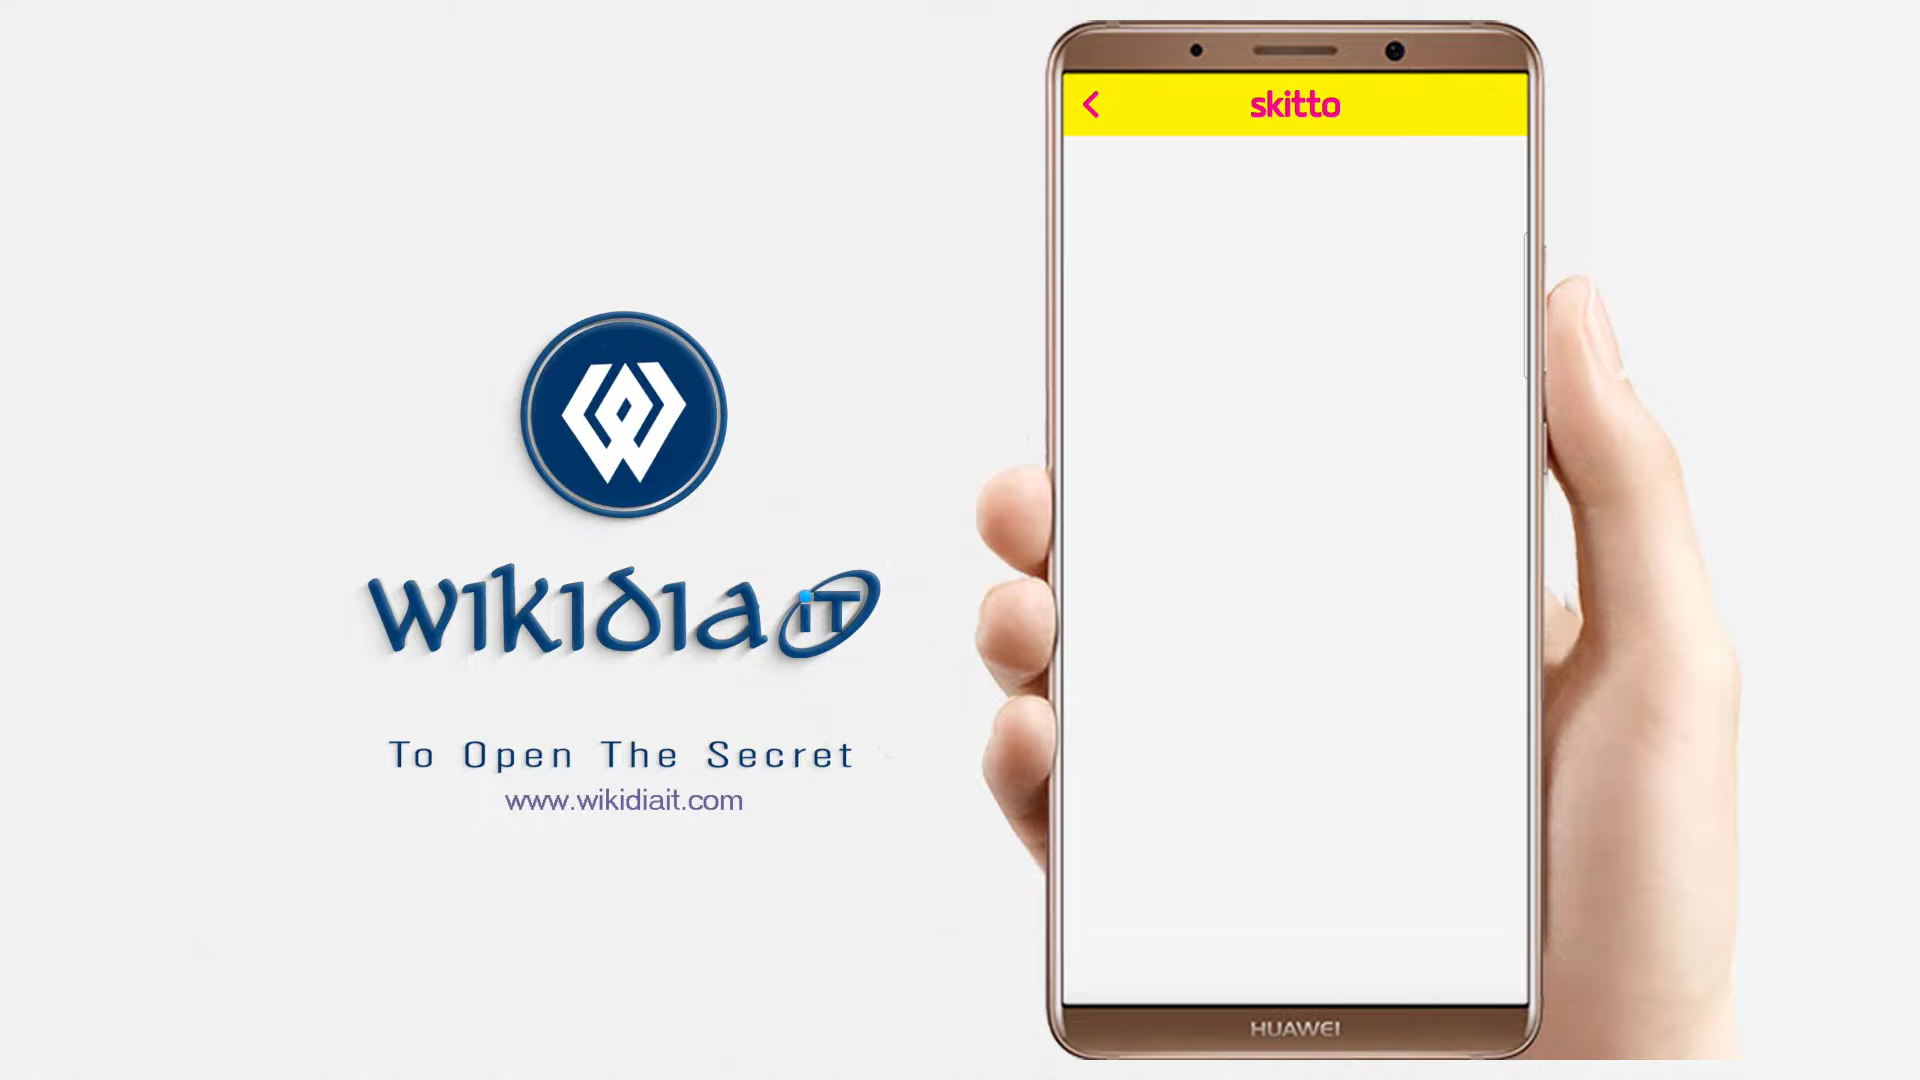 wikidia iT
To Open The Secret
www.wikidiait.com
skitto
HUAWEI